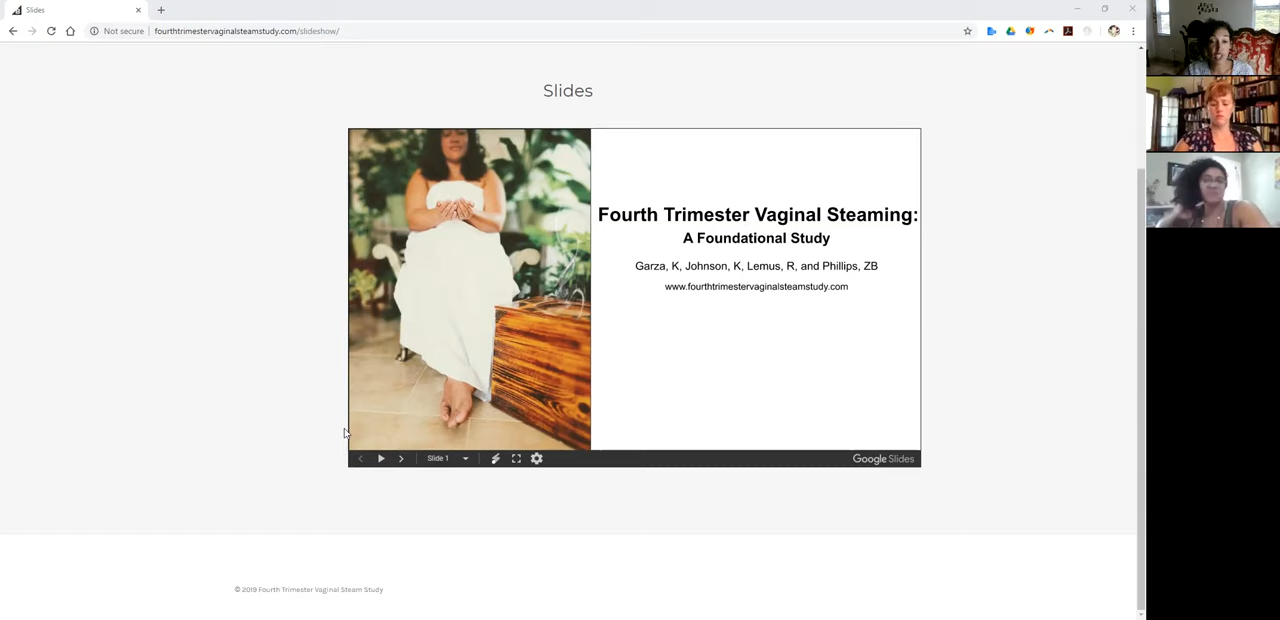 Slides
Not secure
fourthtrimestervaginalsteamstudy.com/slideshow/
Slides
Fourth Trimester Vaginal Steaming:
A Foundational Study
Garza, K, Johnson, K, Lemus, R, and Phillips, ZB
www.fourthtrimestervaginalsteamstudy.com
Slide 1
Google Slides
© 2019 Fourth Trimester Vaginal Steam Study